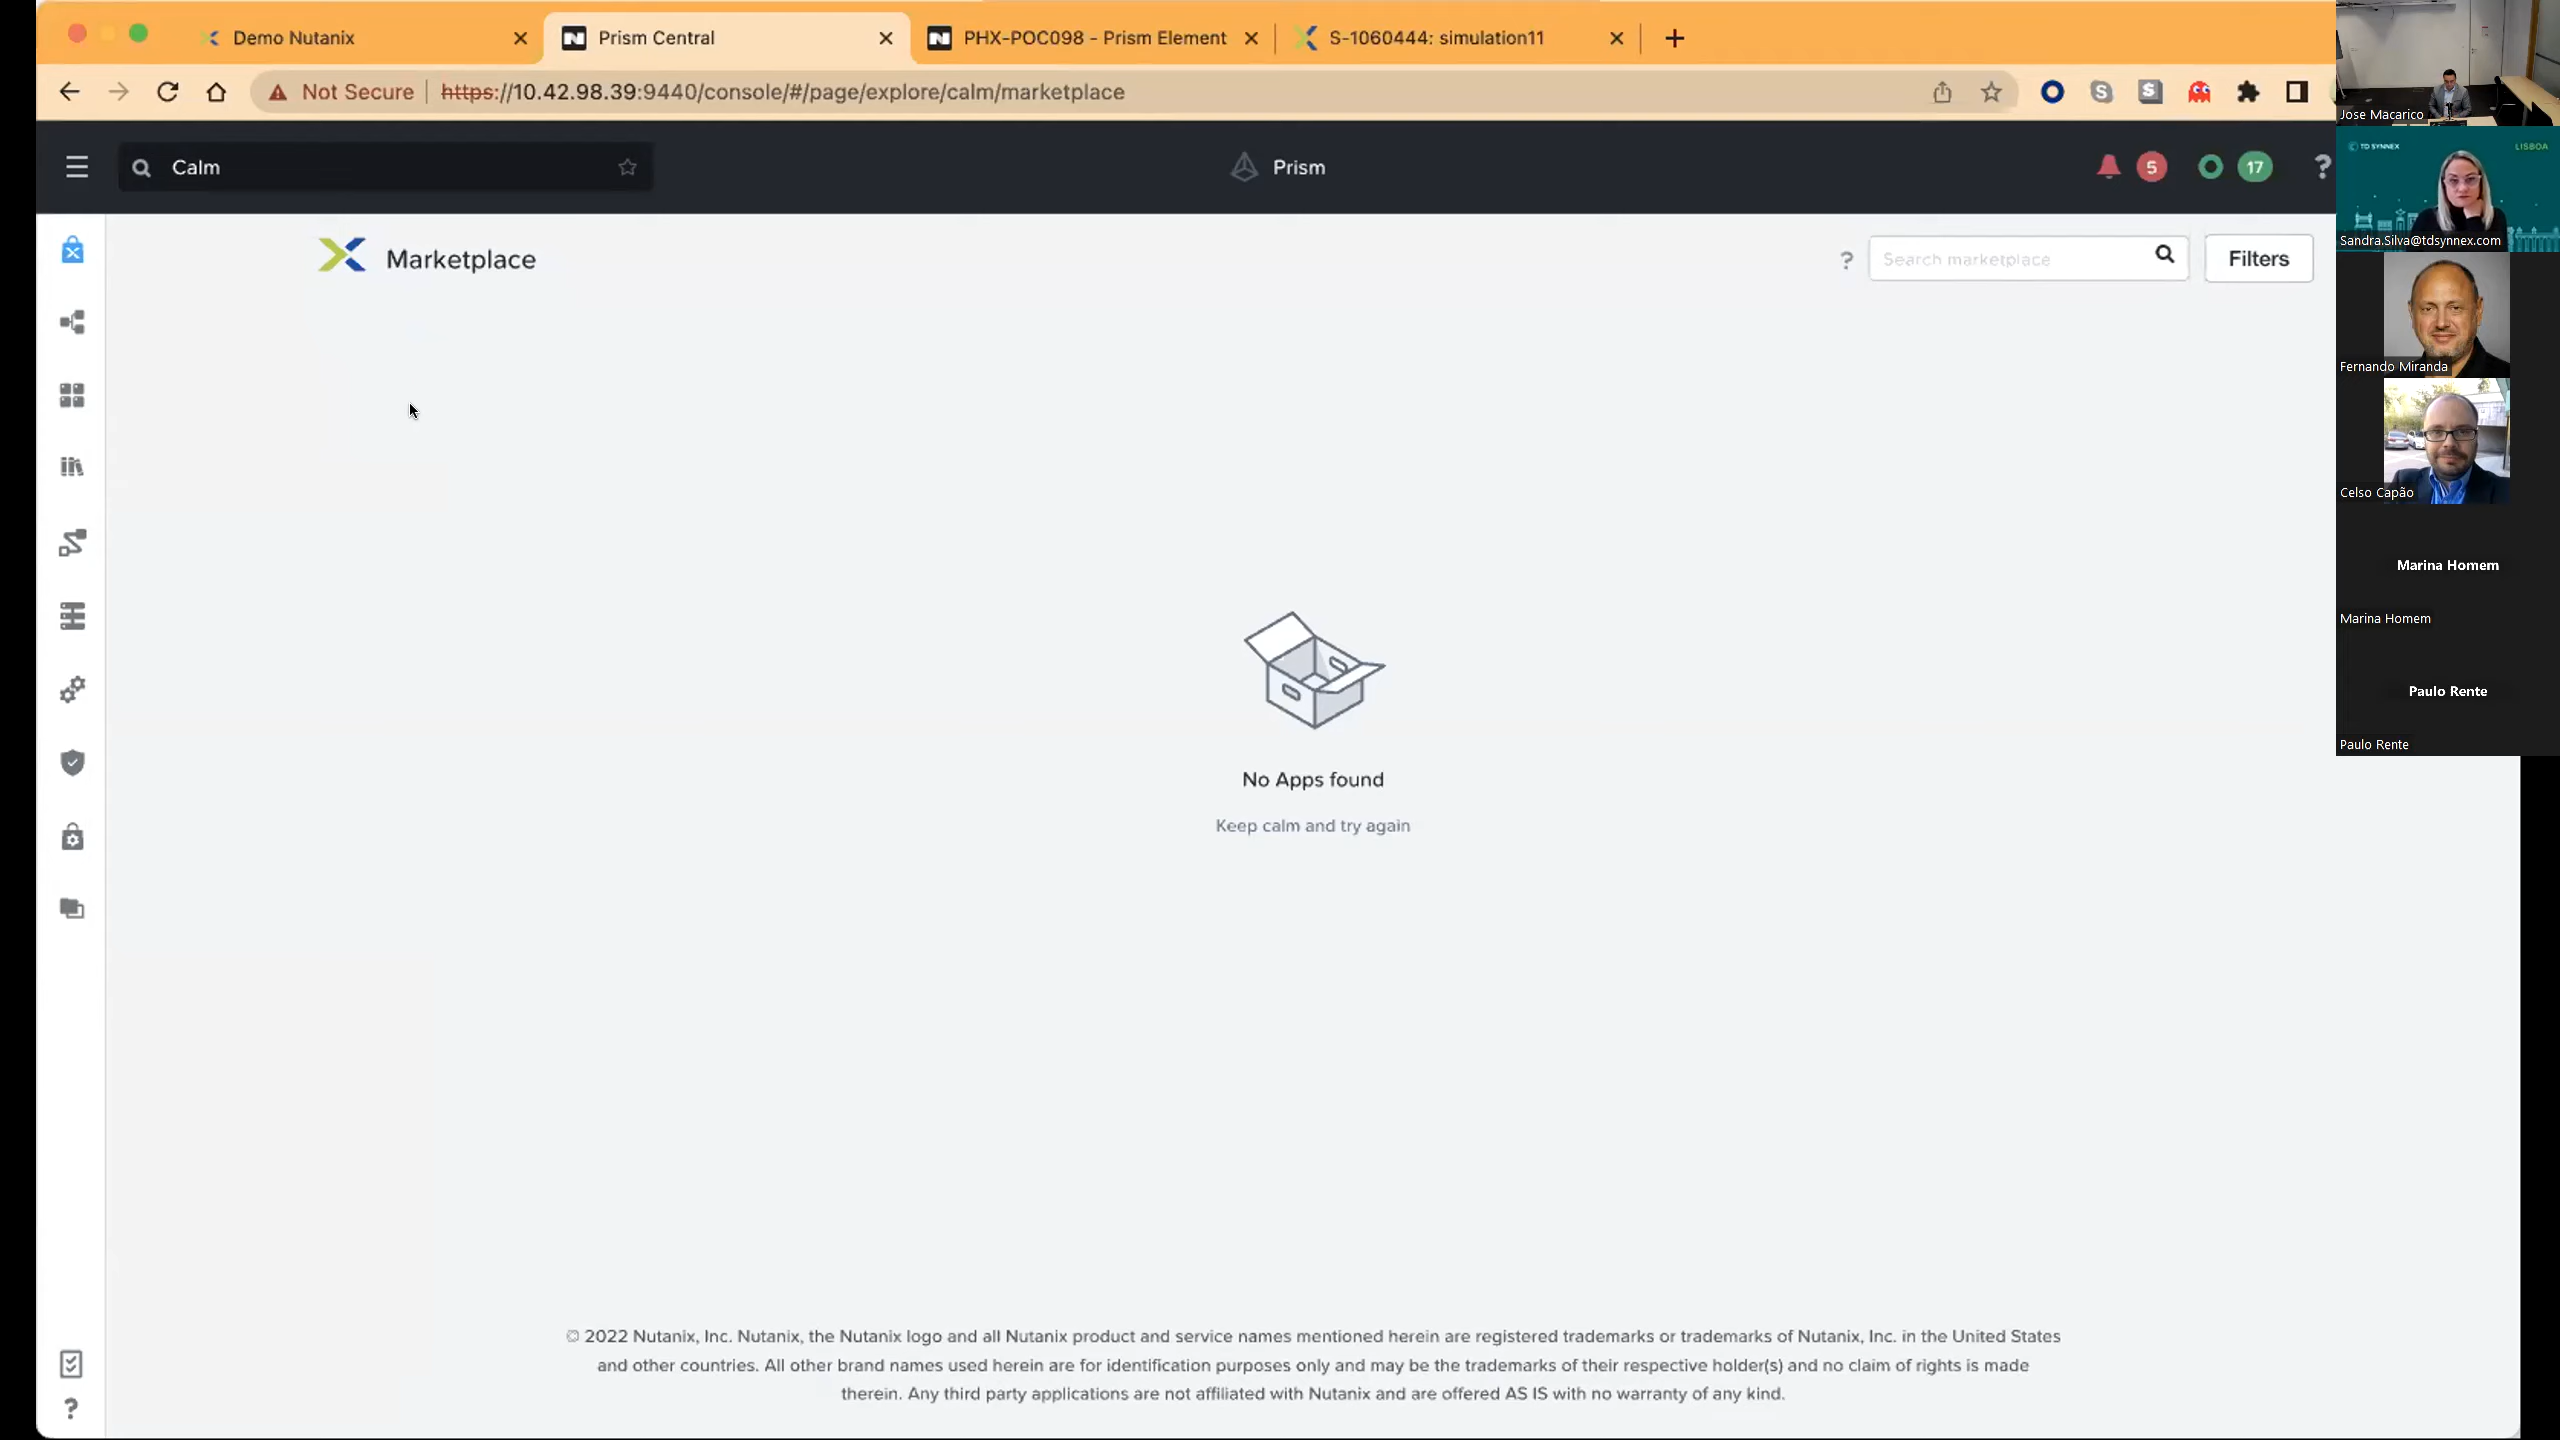 Demo Nutanix
Prism Central
PHX-POC098 - Prism Element
S-1060444: simulation11
Not Secure
https://10.42.98.39:9440/console/#/page/explore/calm/marketplace
Calm
Prism
5
17
?
Marketplace
?
Search marketplace
Filters
No Apps found
Keep calm and try again
© 2022 Nutanix, Inc. Nutanix, the Nutanix logo and all Nutanix product and service names mentioned herein are registered trademarks or trademarks of Nutanix, Inc. in the United States
and other countries. All other brand names used herein are for identification purposes only and may be the trademarks of their respective holder(s) and no claim of rights is made
therein. Any third party applications are not affiliated with Nutanix and are offered AS IS with no warranty of any kind.
?
Jose Macarico
TD SYNNEX
LISBOA
Sandra.Silva@tdsynnex.com
Fernando Miranda
Celso Capão
Marina Homem
Marina Homem
Paulo Rente
Paulo Rente